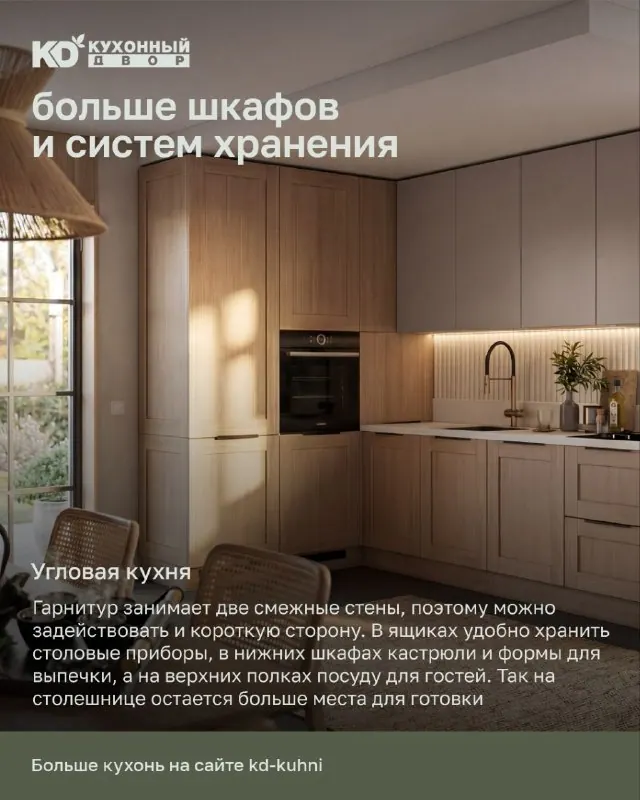 KD КУХОННЫЙ
ДВОР
больше шкафов
и систем хранения
Угловая кухня
Гарнитур занимает две смежные стены, поэтому можно
задействовать и короткую сторону. В ящиках удобно хранить
столовые приборы, в нижних шкафах кастрюли и формы для
выпечки, а на верхних полках посуду для гостей. Так на
столешнице остается больше места для готовки
Больше кухонь на сайте kd-kuhni